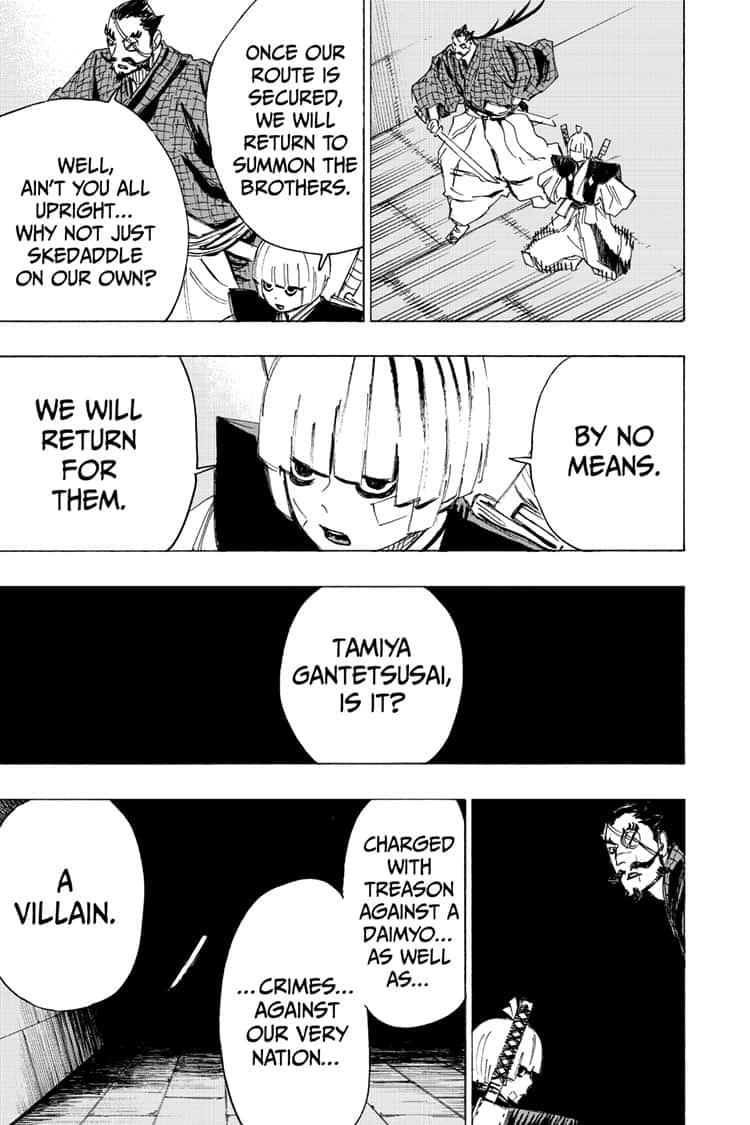 ONCE OUR
ROUTE IS
SECURED,
WE WILL
RETURN TO
SUMMON THE
BROTHERS.
WELL,
AIN'T YOU ALL
UPRIGHT...
WHY NOT JUST
SKEDADDLE
ON OUR OWN?
BY NO
MEANS.
WE WILL
RETURN
FOR
THEM.
TAMIYA
GANTETSUSAI,
IS IT?
CHARGED
WITH
TREASON
AGAINST A
DAIMYO...
AS WELL
AS...
...CRIMES...
AGAINST
OUR VERY
NATION...
A
VILLAIN.